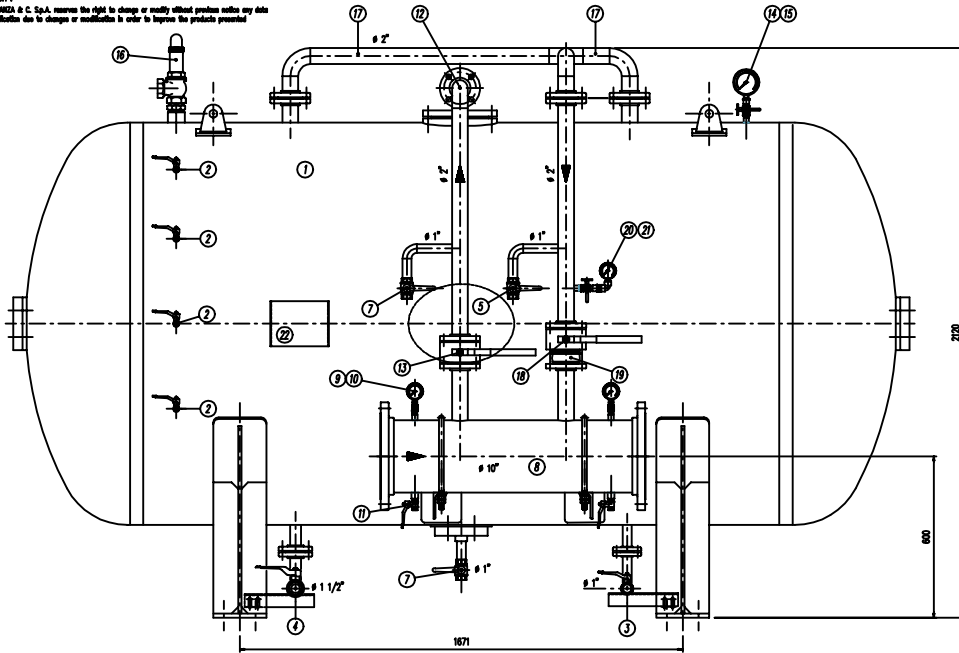 ANZA & C. S.p.A. reserves the right to change or modify without previous notice any data
fication due to changes or modification in order to improve the products presented
17
12
17
14 15
ø 2"
16
2
1
ø 2"
ø 2"
2
ø 1"
ø 1"
20 21
7
5
2
22
2120
13
18
19
9 10
2
ø 10"
8
11
600
7
ø 1"
ø 1 1/2"
ø 1"
4
3
1671